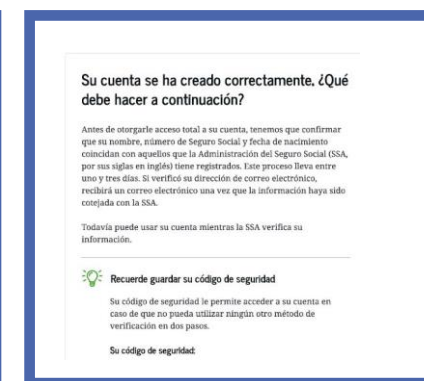 Su cuenta se ha creado correctamente. ¿Qué
debe hacer a continuación?
Antes de otorgarle acceso total a su cuenta, tenemos que confirmar
que su nombre, número de Seguro Social y fecha de nacimiento
coincidan con aquellos que la Administración del Seguro Social (SSA,
por sus siglas en inglés) tiene registrados. Este proceso lleva entre
uno y tres días. Si verificó su dirección de correo electrónico,
recibirá un correo electrónico una vez que la información haya sido
cotejada con la SSA.
Todavía puede usar su cuenta mientras la SSA verifica su
información.
Recuerde guardar su código de seguridad
Su código de seguridad le permite acceder a su cuenta en
caso de que no pueda utilizar ningún otro método de
verificación en dos pasos.
Su código de seguridad: